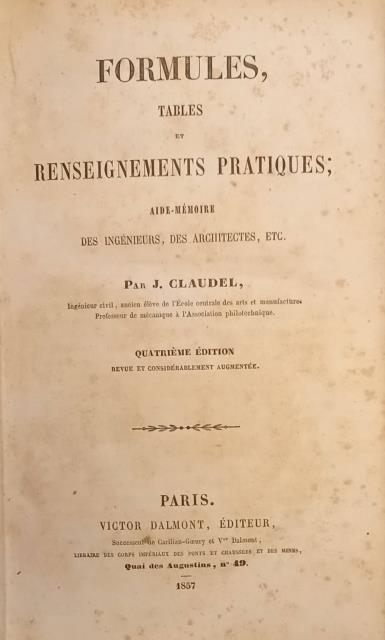 FORMULES,
TABLES
ET
RENSEIGNEMENTS PRATIQUES;
AIDE-MÉMOIRE
DES INGÉNIEURS, DES ARCHITECTES, ETC.
PAR J. CLAUDEL,
Ingénieur civil, ancien élève de l'École centrale des arts et manufactures
Professeur de mécanique à l'Association philotechnique.
QUATRIÈME ÉDITION
REVUE ET CONSIDÉRABLEMENT AUGMENTÉE.
PARIS.
VICTOR DALMONT, ÉDITEUR,
Successeur de Carilian-Gœury et Vor Dalmont,
LIBRAIRE DES CORPS IMPÉRIAUX DES PONTS ET CHAUSSÉES ET DES MINES,
Quai des Augustins, nº 49.
1857